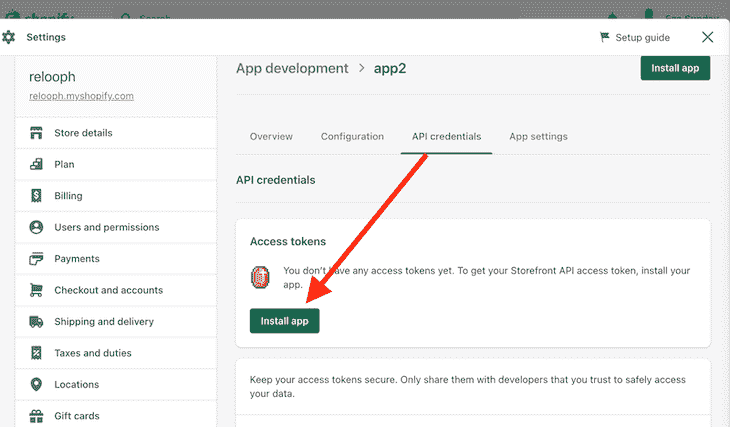 shopify
Search
Settings
Setup guide
relooph
relooph.myshopify.com
App development > app2
Install app
Store details
Plan
Billing
Users and permissions
Payments
Checkout and accounts
Shipping and delivery
Taxes and duties
Locations
Gift cards
Overview
Configuration
API credentials
App settings
API credentials
Access tokens
You don't have any access tokens yet. To get your Storefront API access token, install your
app.
Install app
Keep your access tokens secure. Only share them with developers that you trust to safely access
your data.